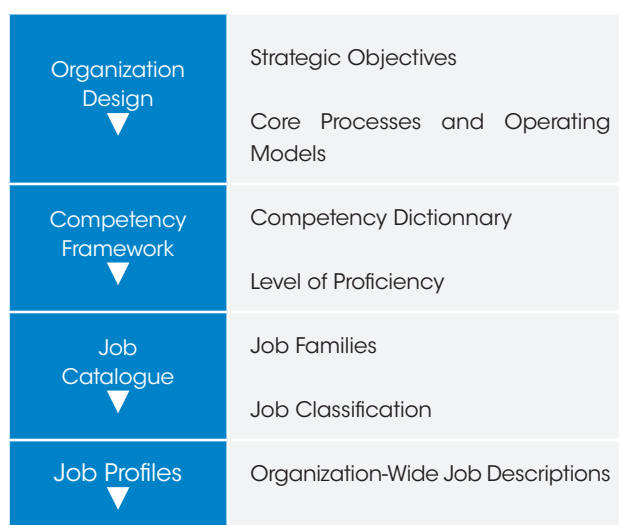 Organization
Design
Strategic Objectives
Core Processes and Operating
Models
Competency
Framework
Competency Dictionnary
Level of Proficiency
Job
Catalogue
Job Families
Job Classification
Job Profiles
Organization-Wide Job Descriptions